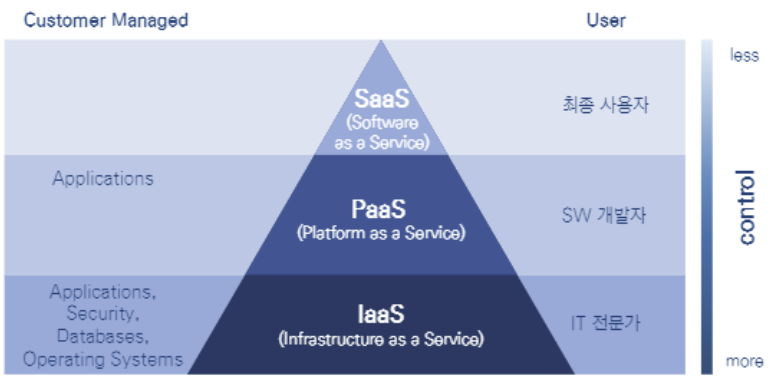 Customer Managed
User
less
SaaS
(Software
as a Service)
최종 사용자
Applications
PaaS
(Platform as a Service)
SW 개발자
control
Applications,
Security,
Databases,
Operating Systems
IaaS
(Infrastructure as a Service)
IT 전문가
more